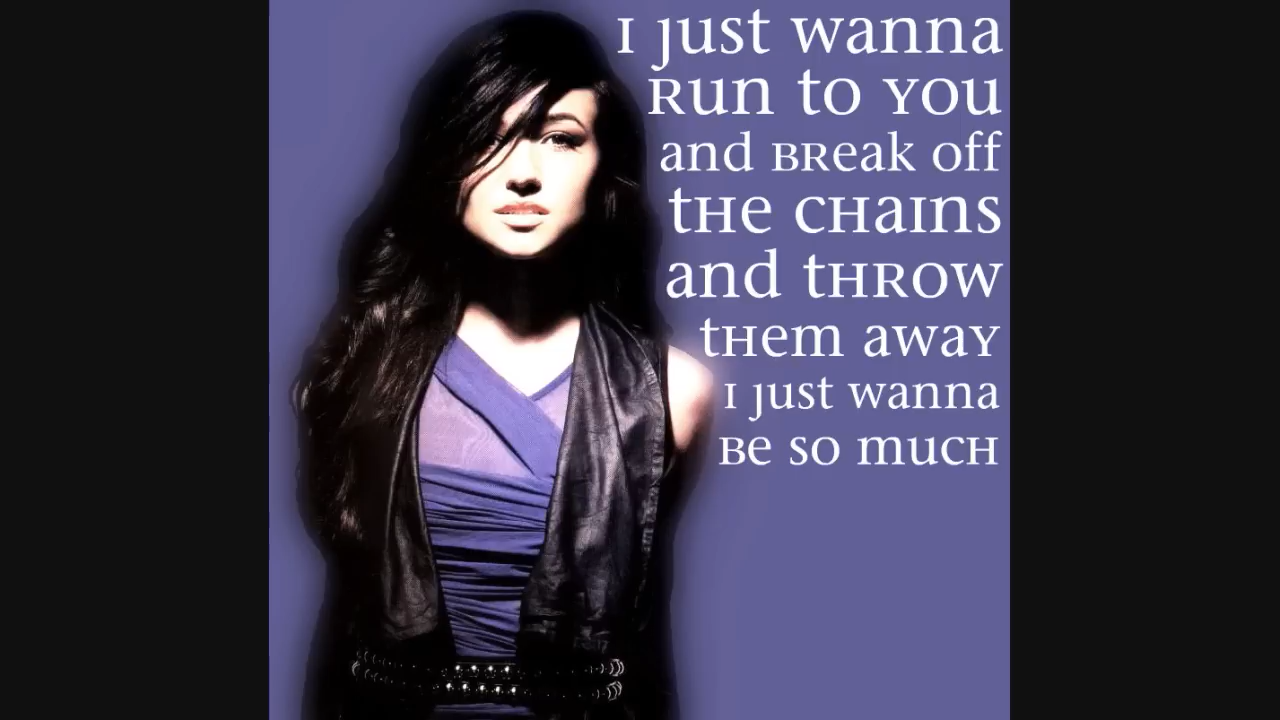 I Just wanna
Run to You
and Break off
the Chains
and Throw
them away
I Just wanna
Be so much